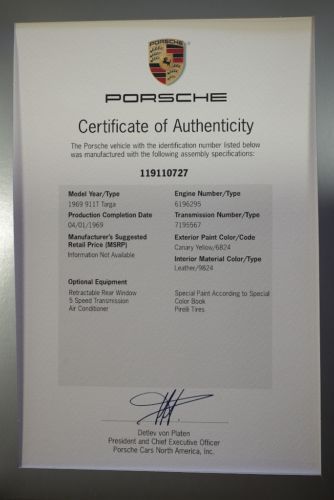 PORSCHE
Certificate of Authenticity
The Porsche vehicle with the identification number listed below
was manufactured with the following assembly specifications:
119110727
Model Year/Type
1969 911T Targa
Production Completion Date
04/01/1969
Manufacturer's Suggested
Retail Price (MSRP)
Information Not Available
Engine Number/Type
6196295
Transmission Number/Type
7195567
Exterior Paint Color/Code
Canary Yellow/6824
Interior Material Color/Type
Leather/9824
Optional Equipment
Retractable Rear Window
5 Speed Transmission
Air Conditioner
Special Paint According to Special
Color Book
Pirelli Tires
Detlev von Platen
President and Chief Executive Officer
Porsche Cars North America, Inc.